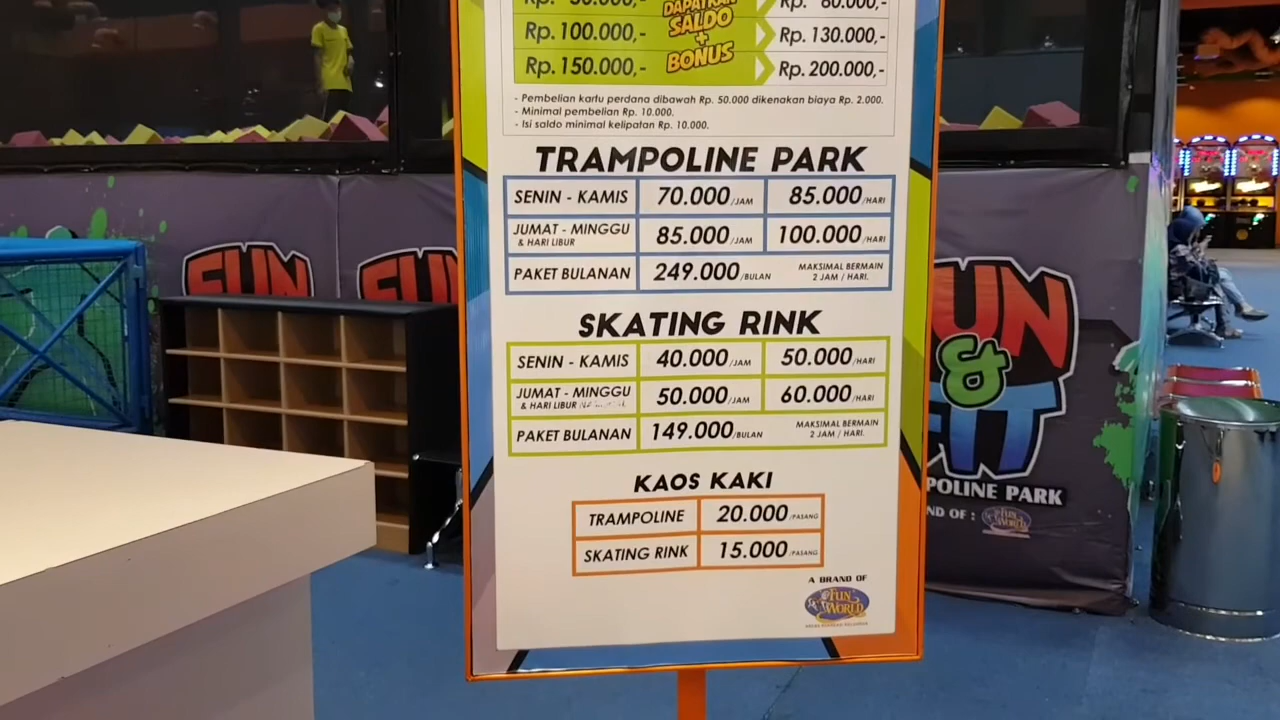 DAPATKAN
SALDO
+
BONUS
Rp. 100.000,- Rp. 130.000,-
Rp. 150.000,- Rp. 200.000,-
- Pembelian kartu perdana dibawah Rp. 50.000 dikenakan biaya Rp. 2.000.
- Minimal pembelian Rp. 10.000.
- Isi saldo minimal kelipatan Rp. 10.000.
TRAMPOLINE PARK
SENIN - KAMIS 70.000/JAM 85.000/HARI
JUMAT - MINGGU & HARI LIBUR 85.000/JAM 100.000/HARI
PAKET BULANAN 249.000/BULAN MAKSIMAL BERMAIN 2 JAM / HARI.
SKATING RINK
SENIN - KAMIS 40.000/JAM 50.000/HARI
JUMAT - MINGGU & HARI LIBUR 50.000/JAM 60.000/HARI
PAKET BULANAN 149.000/BULAN MAKSIMAL BERMAIN 2 JAM / HARI.
KAOS KAKI
TRAMPOLINE 20.000/PASANG
SKATING RINK 15.000/PASANG
A BRAND OF
FUN WORLD
FUN
FUN
FUN
&
FIT
POLINE PARK
ND OF :
FUN WORLD